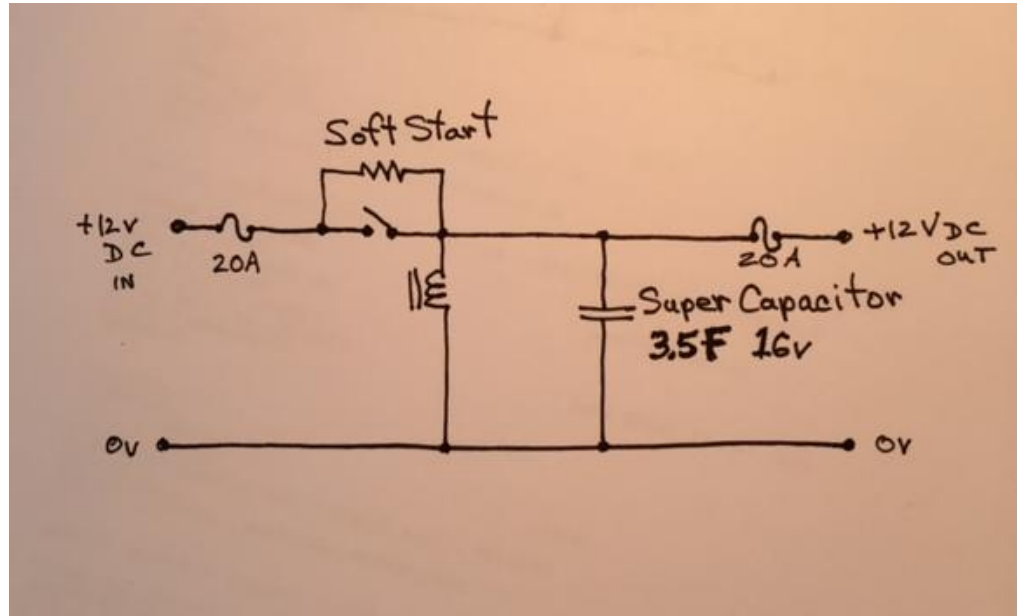 Soft Start
+12V
DC
IN
20A
20A
+12VDC
OUT
Super Capacitor
3.5F 16v
0v
0v